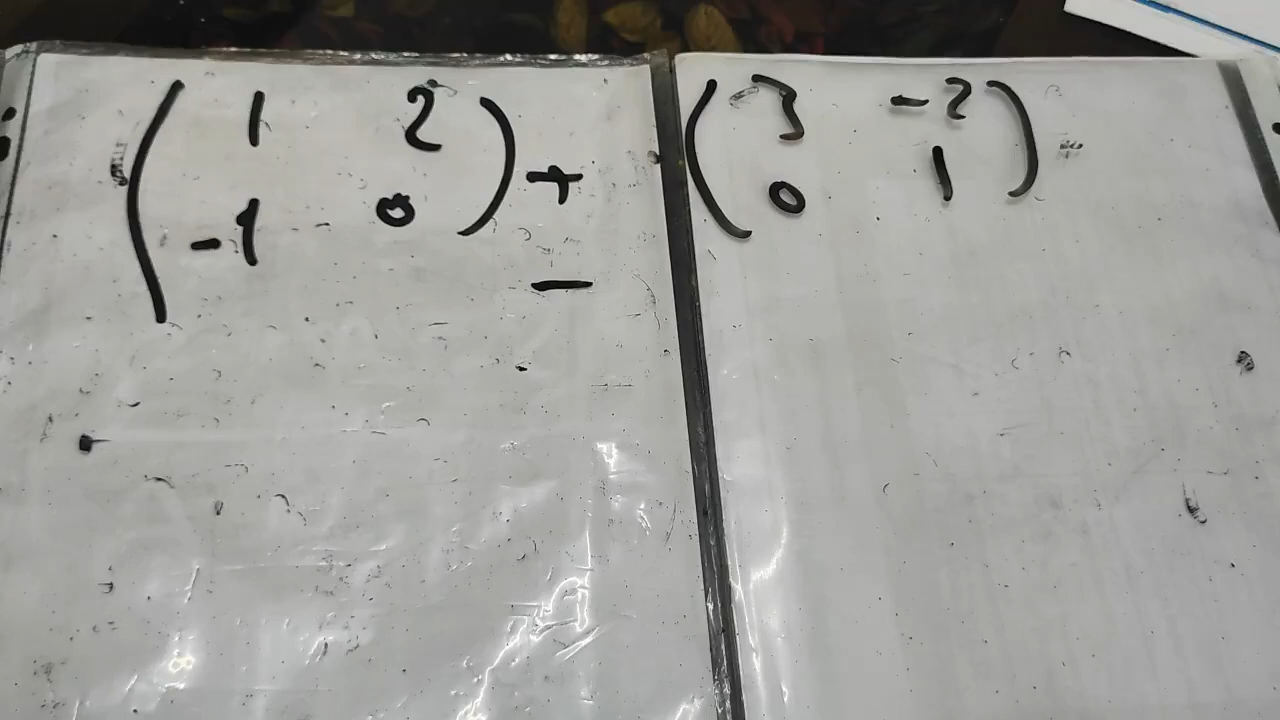 ( 1 2 ) + ( 3 -2 )
( -1 0 ) ( 0 1 )
−